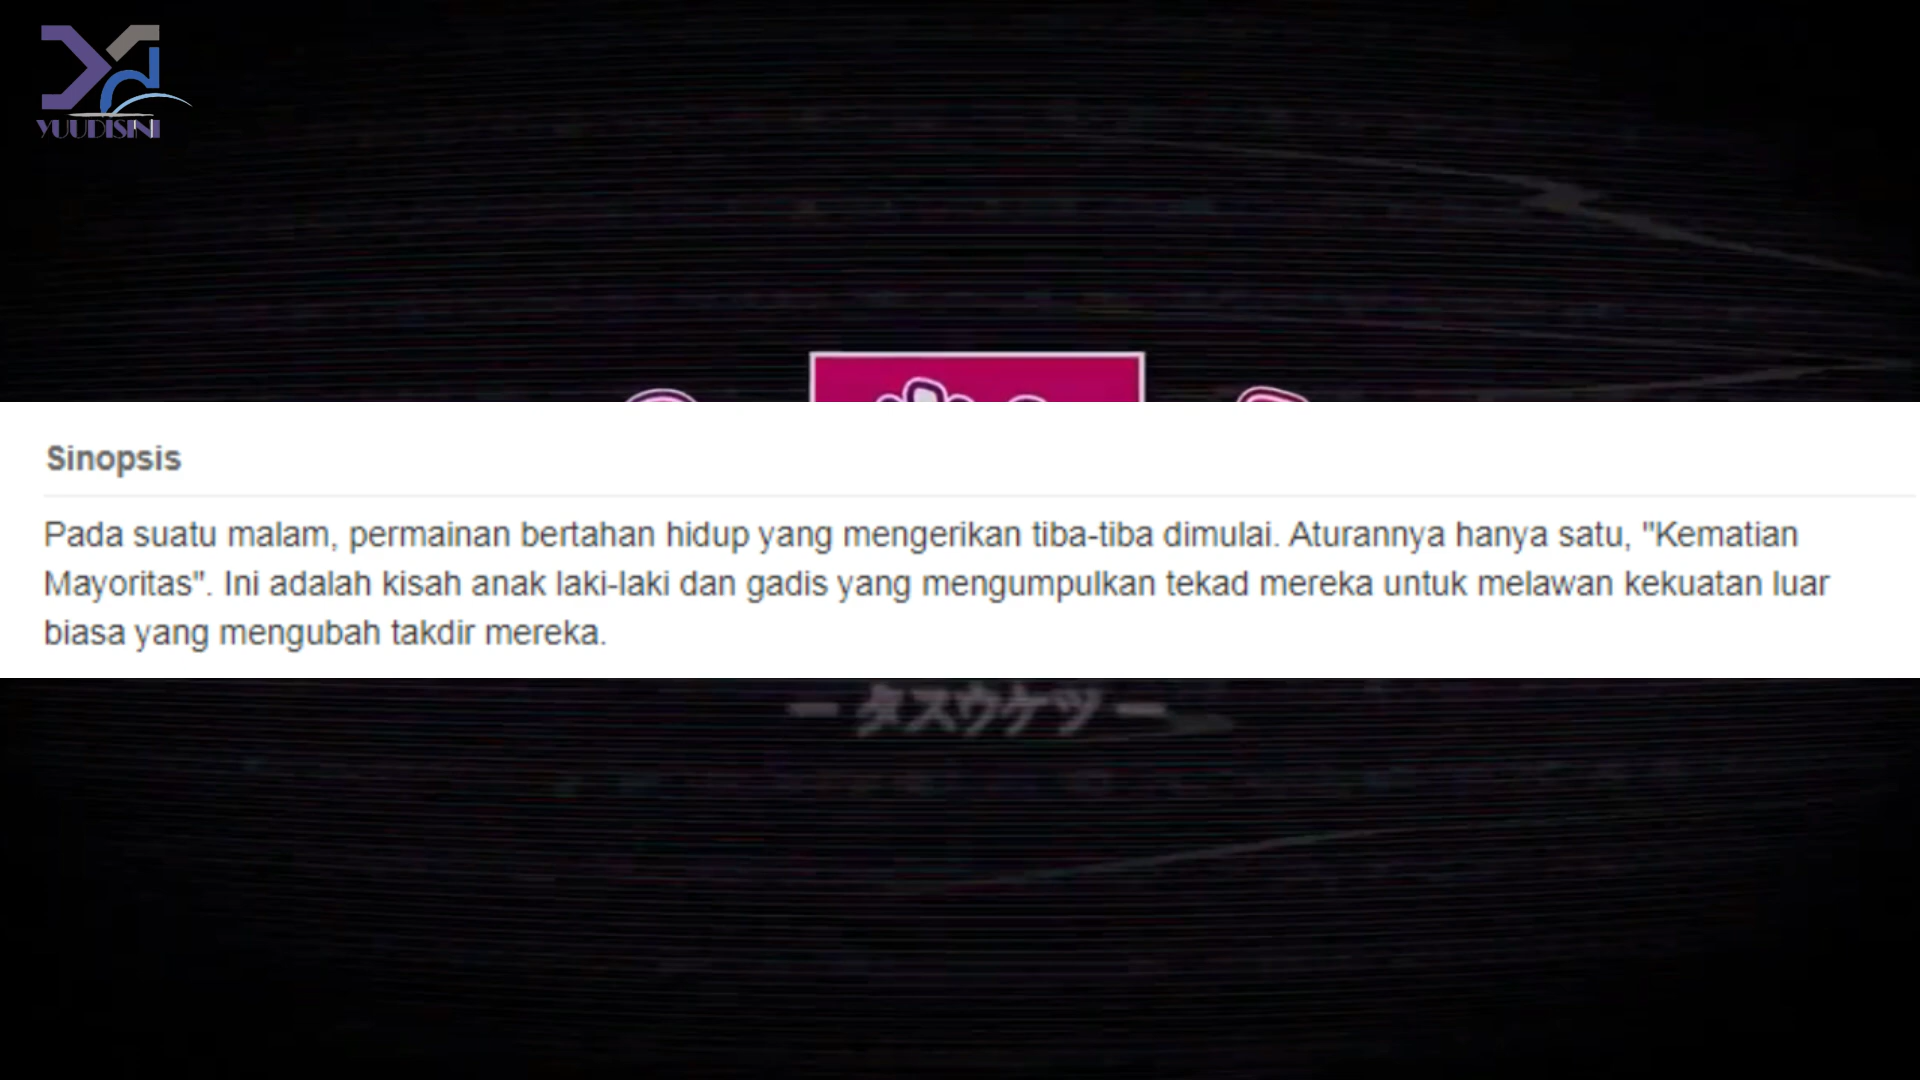 YUUDISINI
Sinopsis
Pada suatu malam, permainan bertahan hidup yang mengerikan tiba-tiba dimulai. Aturannya hanya satu, "Kematian
Mayoritas". Ini adalah kisah anak laki-laki dan gadis yang mengumpulkan tekad mereka untuk melawan kekuatan luar
biasa yang mengubah takdir mereka.
ー タスウケツ ー